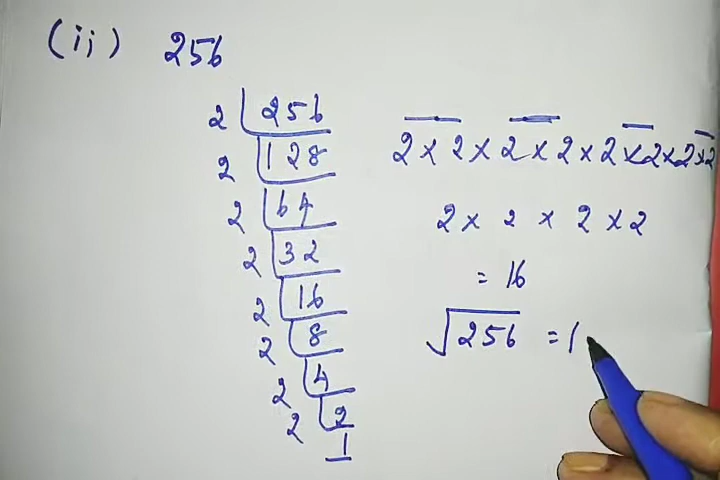 (ii) 256
2 256
2 128
2 64
2 32
2 16
2 8
2 4
2 2
1
2 × 2 × 2 × 2 × 2 × 2 × 2 × 2
2 × 2 × 2 × 2
= 16
√256 = 1